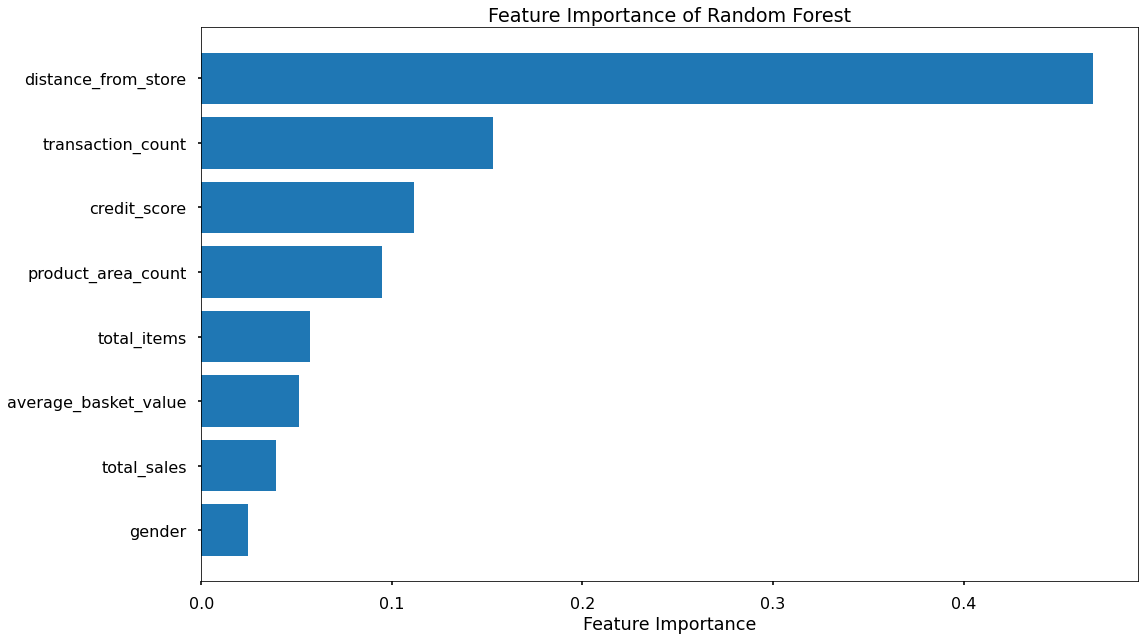 Feature Importance of Random Forest
distance_from_store
transaction_count
credit_score
product_area_count
total_items
average_basket_value
total_sales
gender
0.0 0.1 0.2 0.3 0.4
Feature Importance